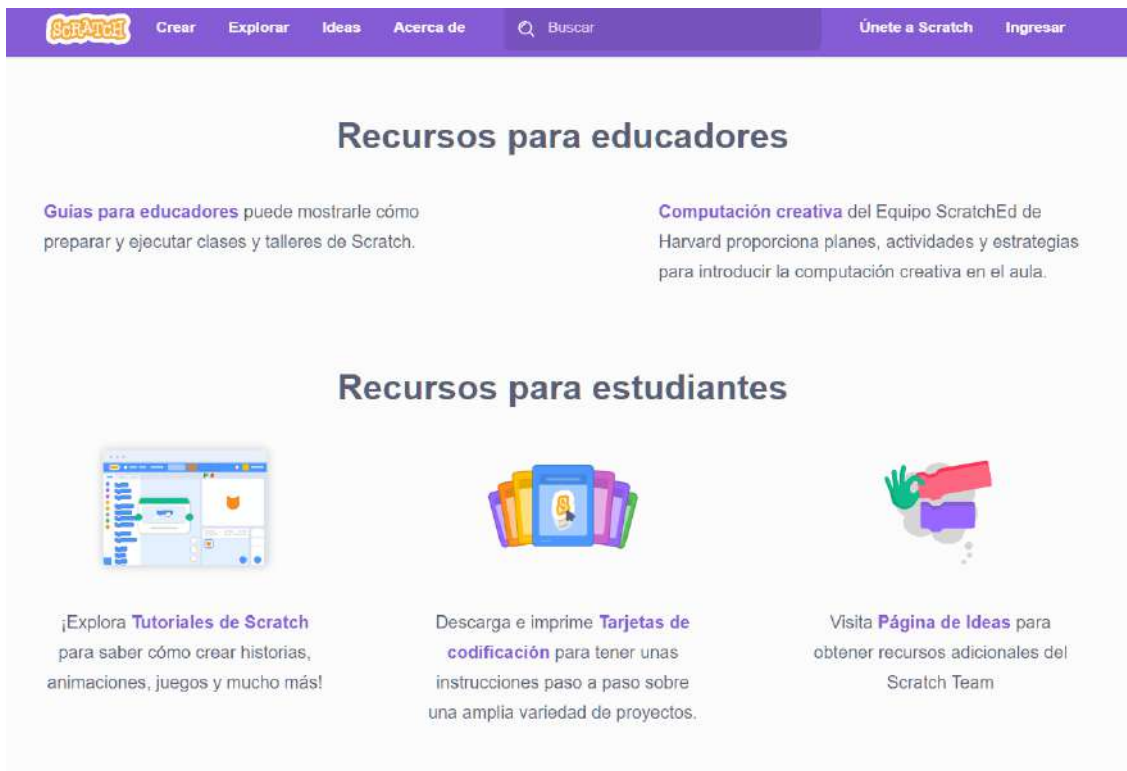 SCRATCH Crear Explorar Ideas Acerca de Buscar Únete a Scratch Ingresar
Recursos para educadores
Guías para educadores puede mostrarle cómo
preparar y ejecutar clases y talleres de Scratch.
Computación creativa del Equipo ScratchEd de
Harvard proporciona planes, actividades y estrategias
para introducir la computación creativa en el aula.
Recursos para estudiantes
¡Explora Tutoriales de Scratch
para saber cómo crear historias,
animaciones, juegos y mucho más!
Descarga e imprime Tarjetas de
codificación para tener unas
instrucciones paso a paso sobre
una amplia variedad de proyectos.
Visita Página de Ideas para
obtener recursos adicionales del
Scratch Team